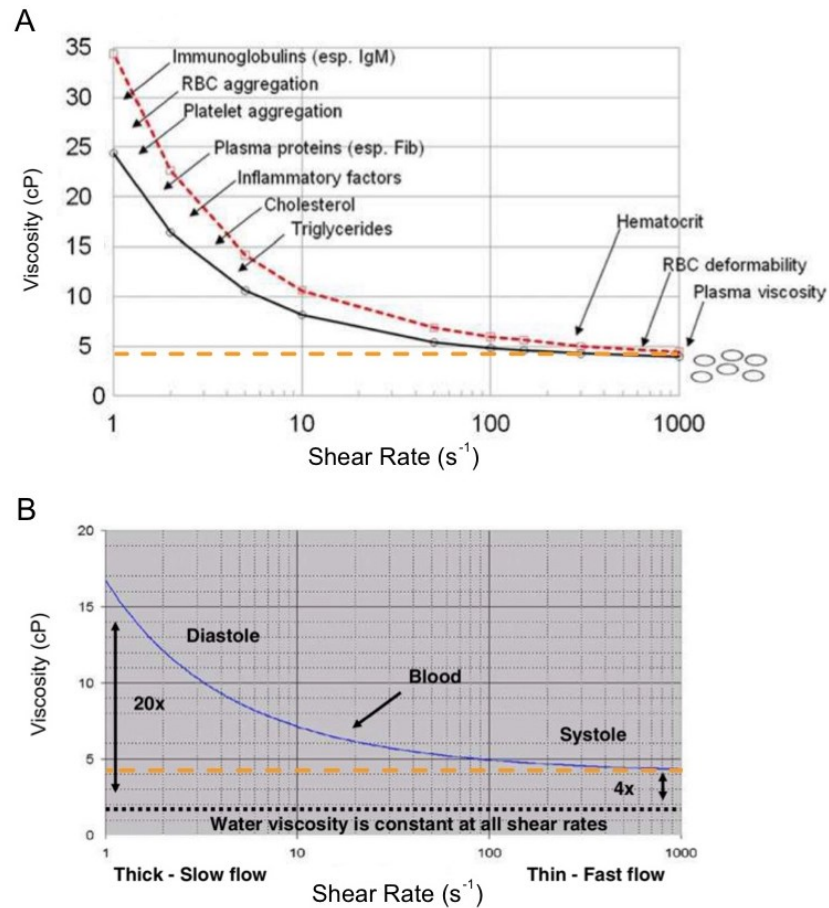 A
35
30
25
20
15
10
5
0
Viscosity (cP)
Immunoglobulins (esp. IgM)
RBC aggregation
Platelet aggregation
Plasma proteins (esp. Fib)
Inflammatory factors
Cholesterol
Triglycerides
Hematocrit
RBC deformability
Plasma viscosity
1 10 100 1000
Shear Rate (s⁻¹)
B
20
15
10
5
0
Viscosity (cP)
Diastole
20x
Blood
Systole
4x
Water viscosity is constant at all shear rates
1 10 100 1000
Thick - Slow flow Thin - Fast flow
Shear Rate (s⁻¹)